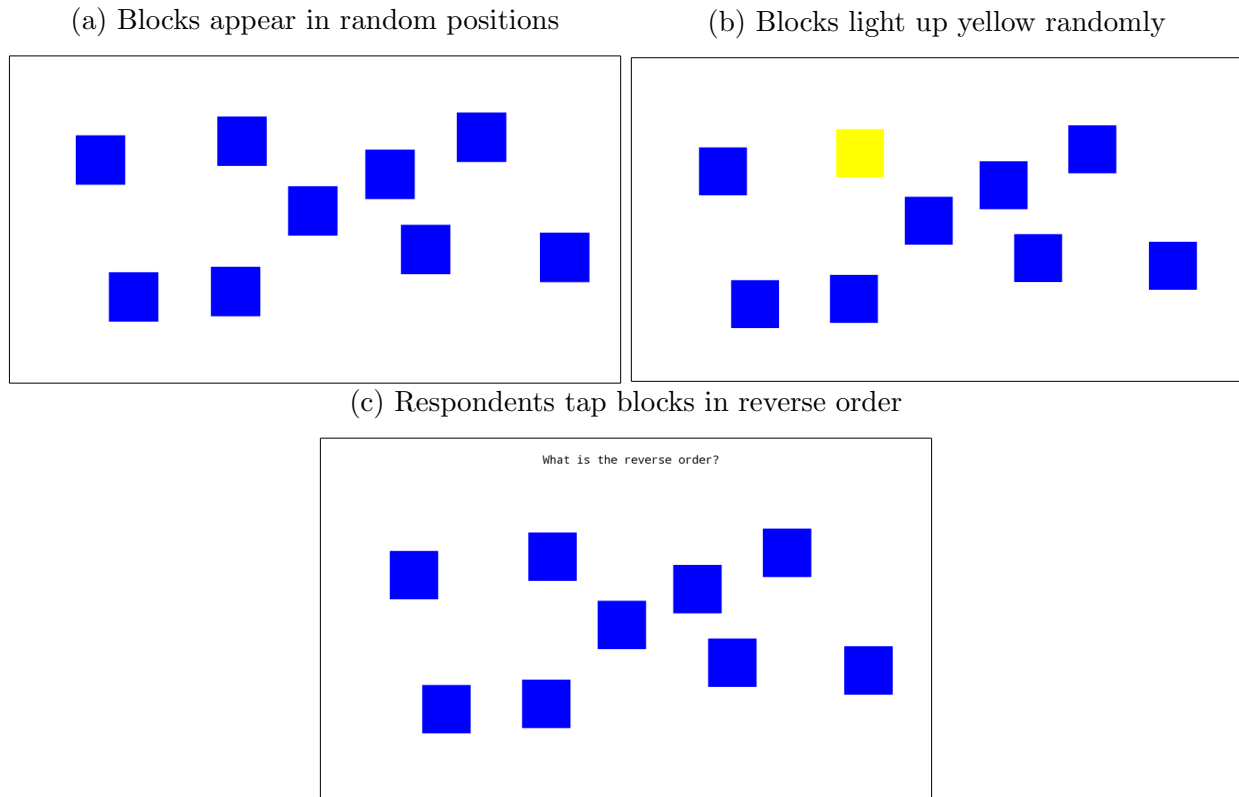 (a) Blocks appear in random positions
(b) Blocks light up yellow randomly
(c) Respondents tap blocks in reverse order
What is the reverse order?